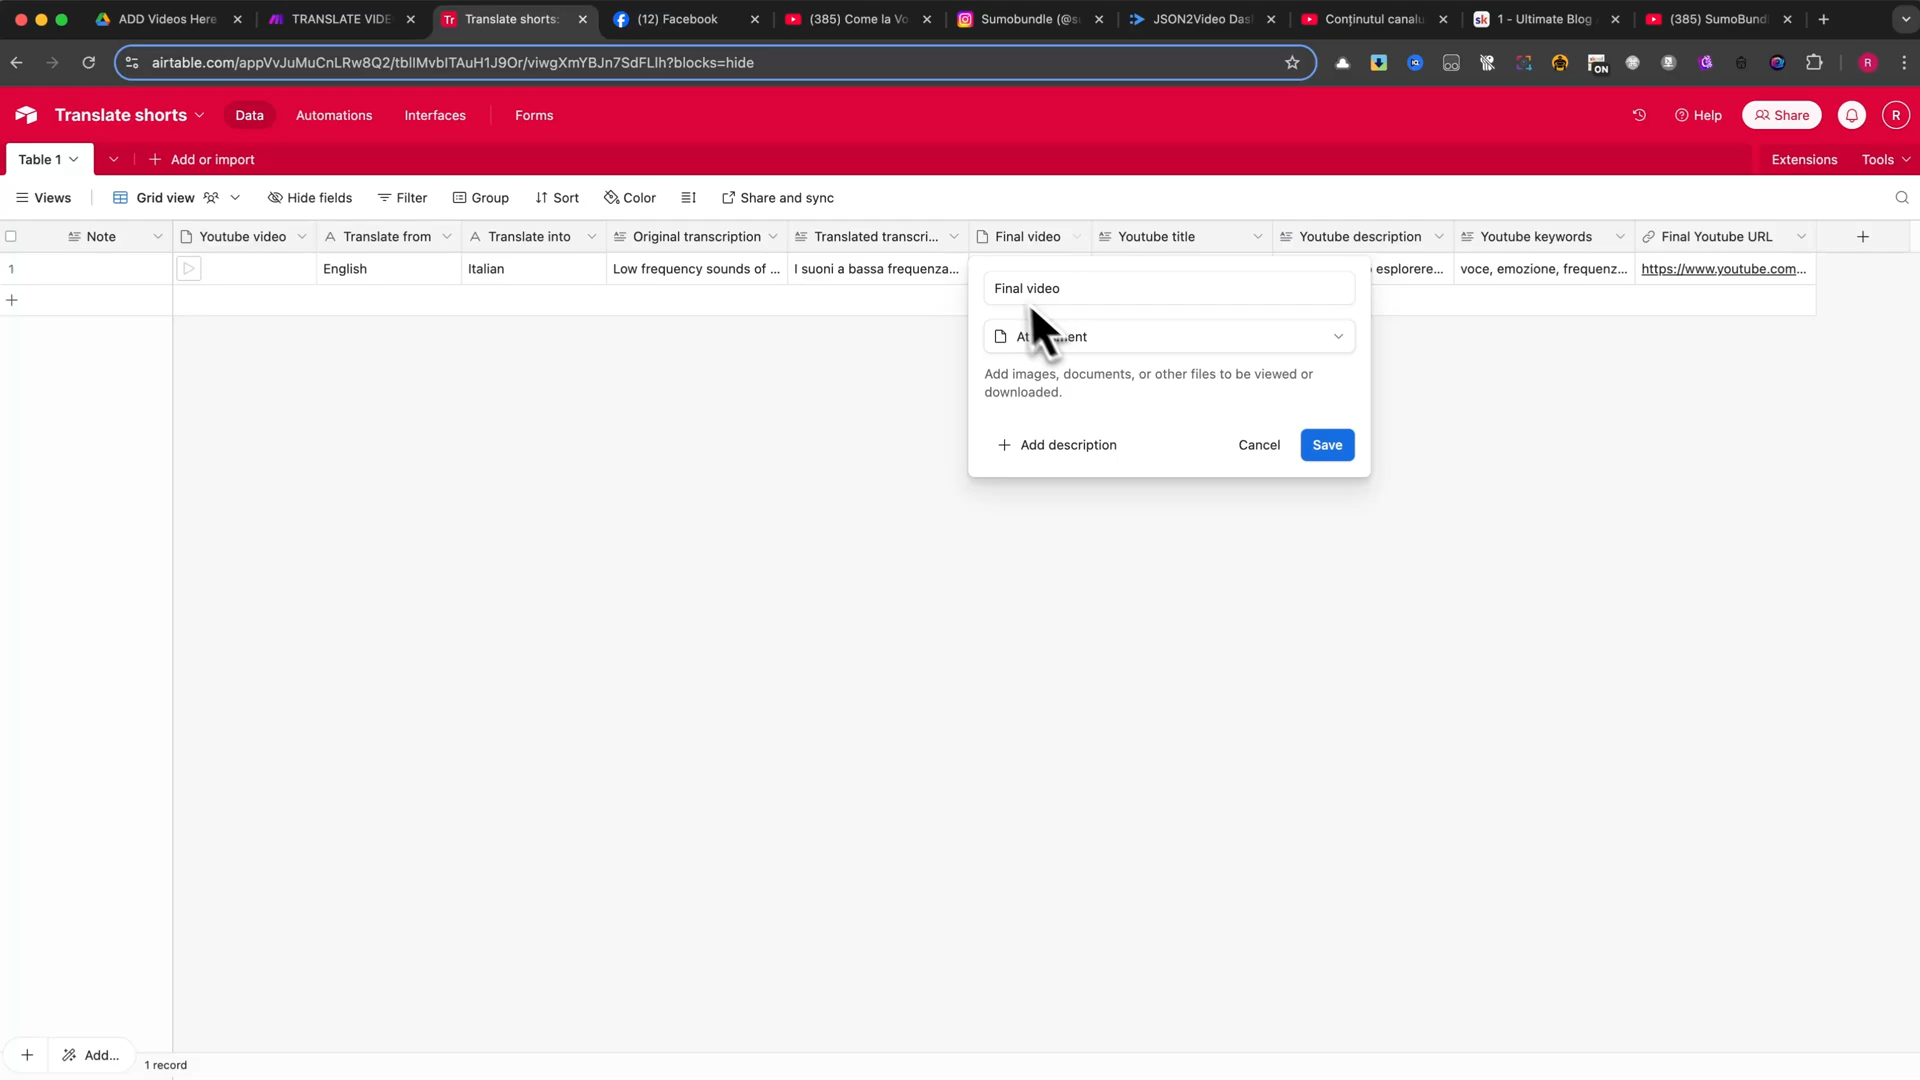 ADD Videos Here
TRANSLATE VIDE
Translate shorts:
(12) Facebook
(385) Come la Vo
Sumobundle (@su
JSON2Video Das
Conținutul canalu
1 - Ultimate Blog
(385) SumoBund
airtable.com/appVvJuMuCnLRw8Q2/tblIMvbITAuH1J9Or/viwgXmYBJn7SdFLIh?blocks=hide
ON
R
Translate shorts
Data
Automations
Interfaces
Forms
Help
Share
R
Table 1
Add or import
Extensions
Tools
Views
Grid view
Hide fields
Filter
Group
Sort
Color
Share and sync
Note
Youtube video
Translate from
Translate into
Original transcription
Translated transcri...
Final video
Youtube title
Youtube description
Youtube keywords
Final Youtube URL
1
English
Italian
Low frequency sounds of ...
I suoni a bassa frequenza...
esplorere...
voce, emozione, frequenz...
https://www.youtube.com...
Final video
Add images, documents, or other files to be viewed or
downloaded.
Add description
Cancel
Save
Add...
1 record